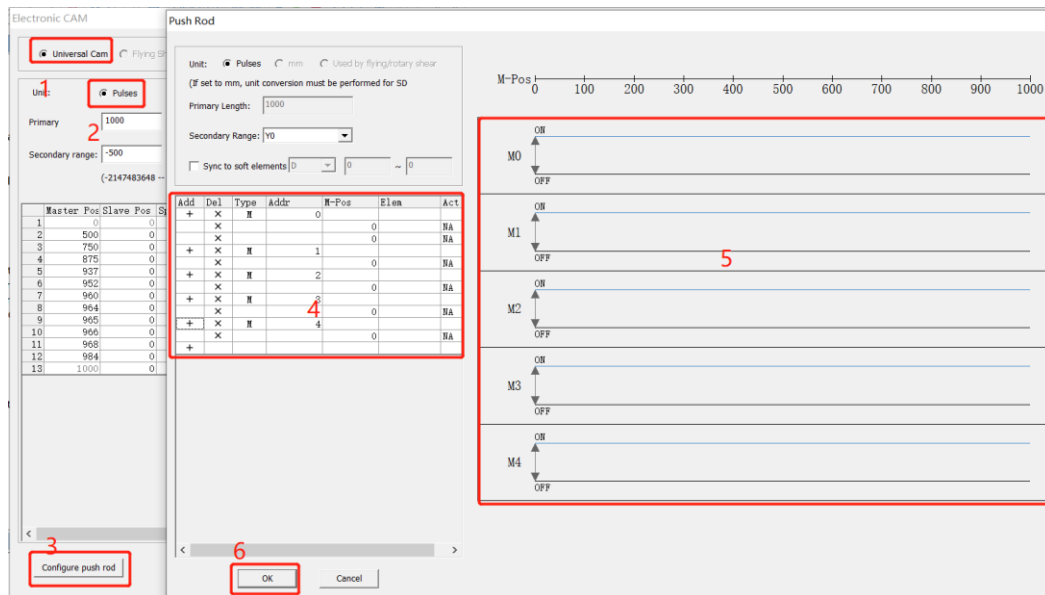 Electronic CAM
Universal Cam
Flying Sh
1
Unit:
Pulses
2
Primary
1000
Secondary range:
-500
(-2147483648 --
Master Pos Slave Pos Sp
1 0 0
2 500 0
3 750 0
4 875 0
5 937 0
6 952 0
7 960 0
8 964 0
9 965 0
10 966 0
11 968 0
12 984 0
13 1000 0
<
3
Configure push rod
Push Rod
Unit: Pulses mm Used by flying/rotary shear
(If set to mm, unit conversion must be performed for SD
Primary Length: 1000
Secondary Range: Y0
Sync to soft elements D 0 ~ 0
Add Del Type Addr M-Pos Elem Act
+ × M 0
× 0 NA
× 0 NA
+ × M 1
× 0 NA
+ × M 2
× 0 NA
+ × M 3
× 0 NA
+ × M 4
× 0 NA
+
4
< >
6
OK Cancel
M-Pos
0 100 200 300 400 500 600 700 800 900 1000
ON
M0
OFF
ON
M1
OFF
5
ON
M2
OFF
ON
M3
OFF
ON
M4
OFF